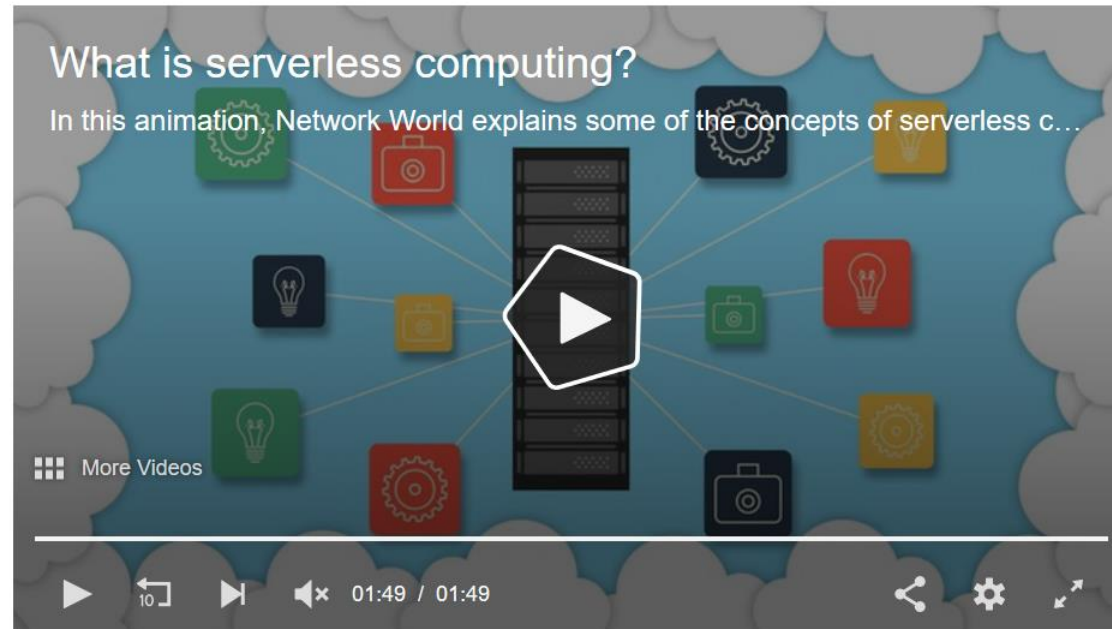 What is serverless computing?
In this animation, Network World explains some of the concepts of serverless c...
More Videos
10
01:49 / 01:49